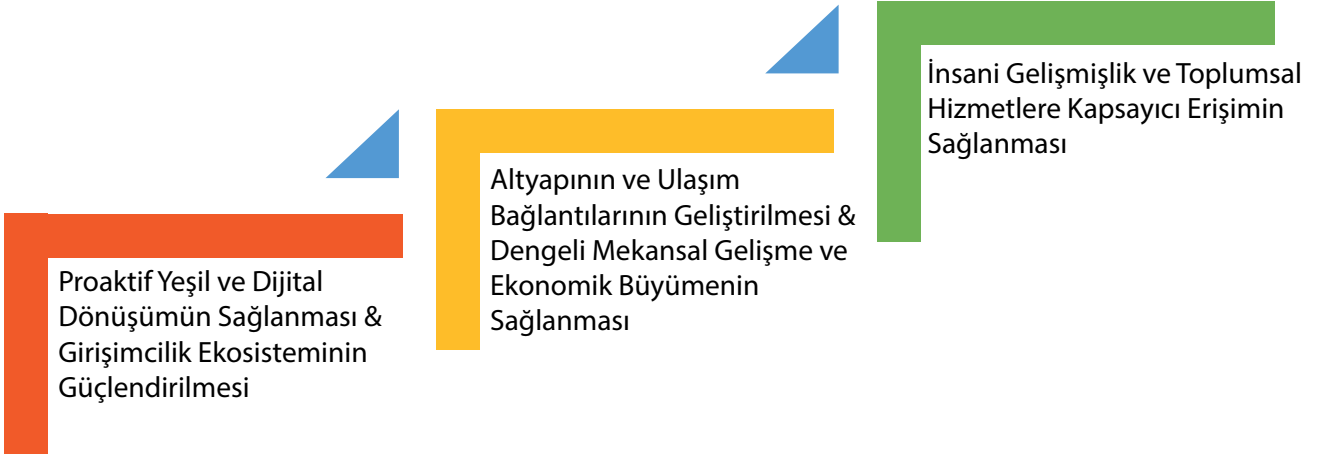 Proaktif Yeşil ve Dijital
Dönüşümün Sağlanması &
Girişimcilik Ekosisteminin
Güçlendirilmesi
Altyapının ve Ulaşım
Bağlantılarının Geliştirilmesi &
Dengeli Mekansal Gelişme ve
Ekonomik Büyümenin
Sağlanması
İnsani Gelişmişlik ve Toplumsal
Hizmetlere Kapsayıcı Erişimin
Sağlanması